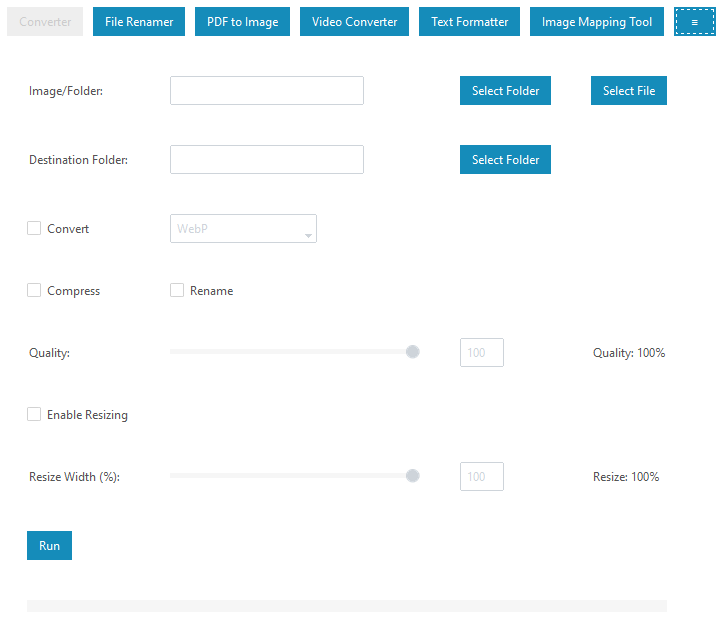 Converter File Renamer PDF to Image Video Converter Text Formatter Image Mapping Tool ≡
Image/Folder: Select Folder Select File
Destination Folder: Select Folder
Convert WebP
Compress Rename
Quality: 100 Quality: 100%
Enable Resizing
Resize Width (%): 100 Resize: 100%
Run